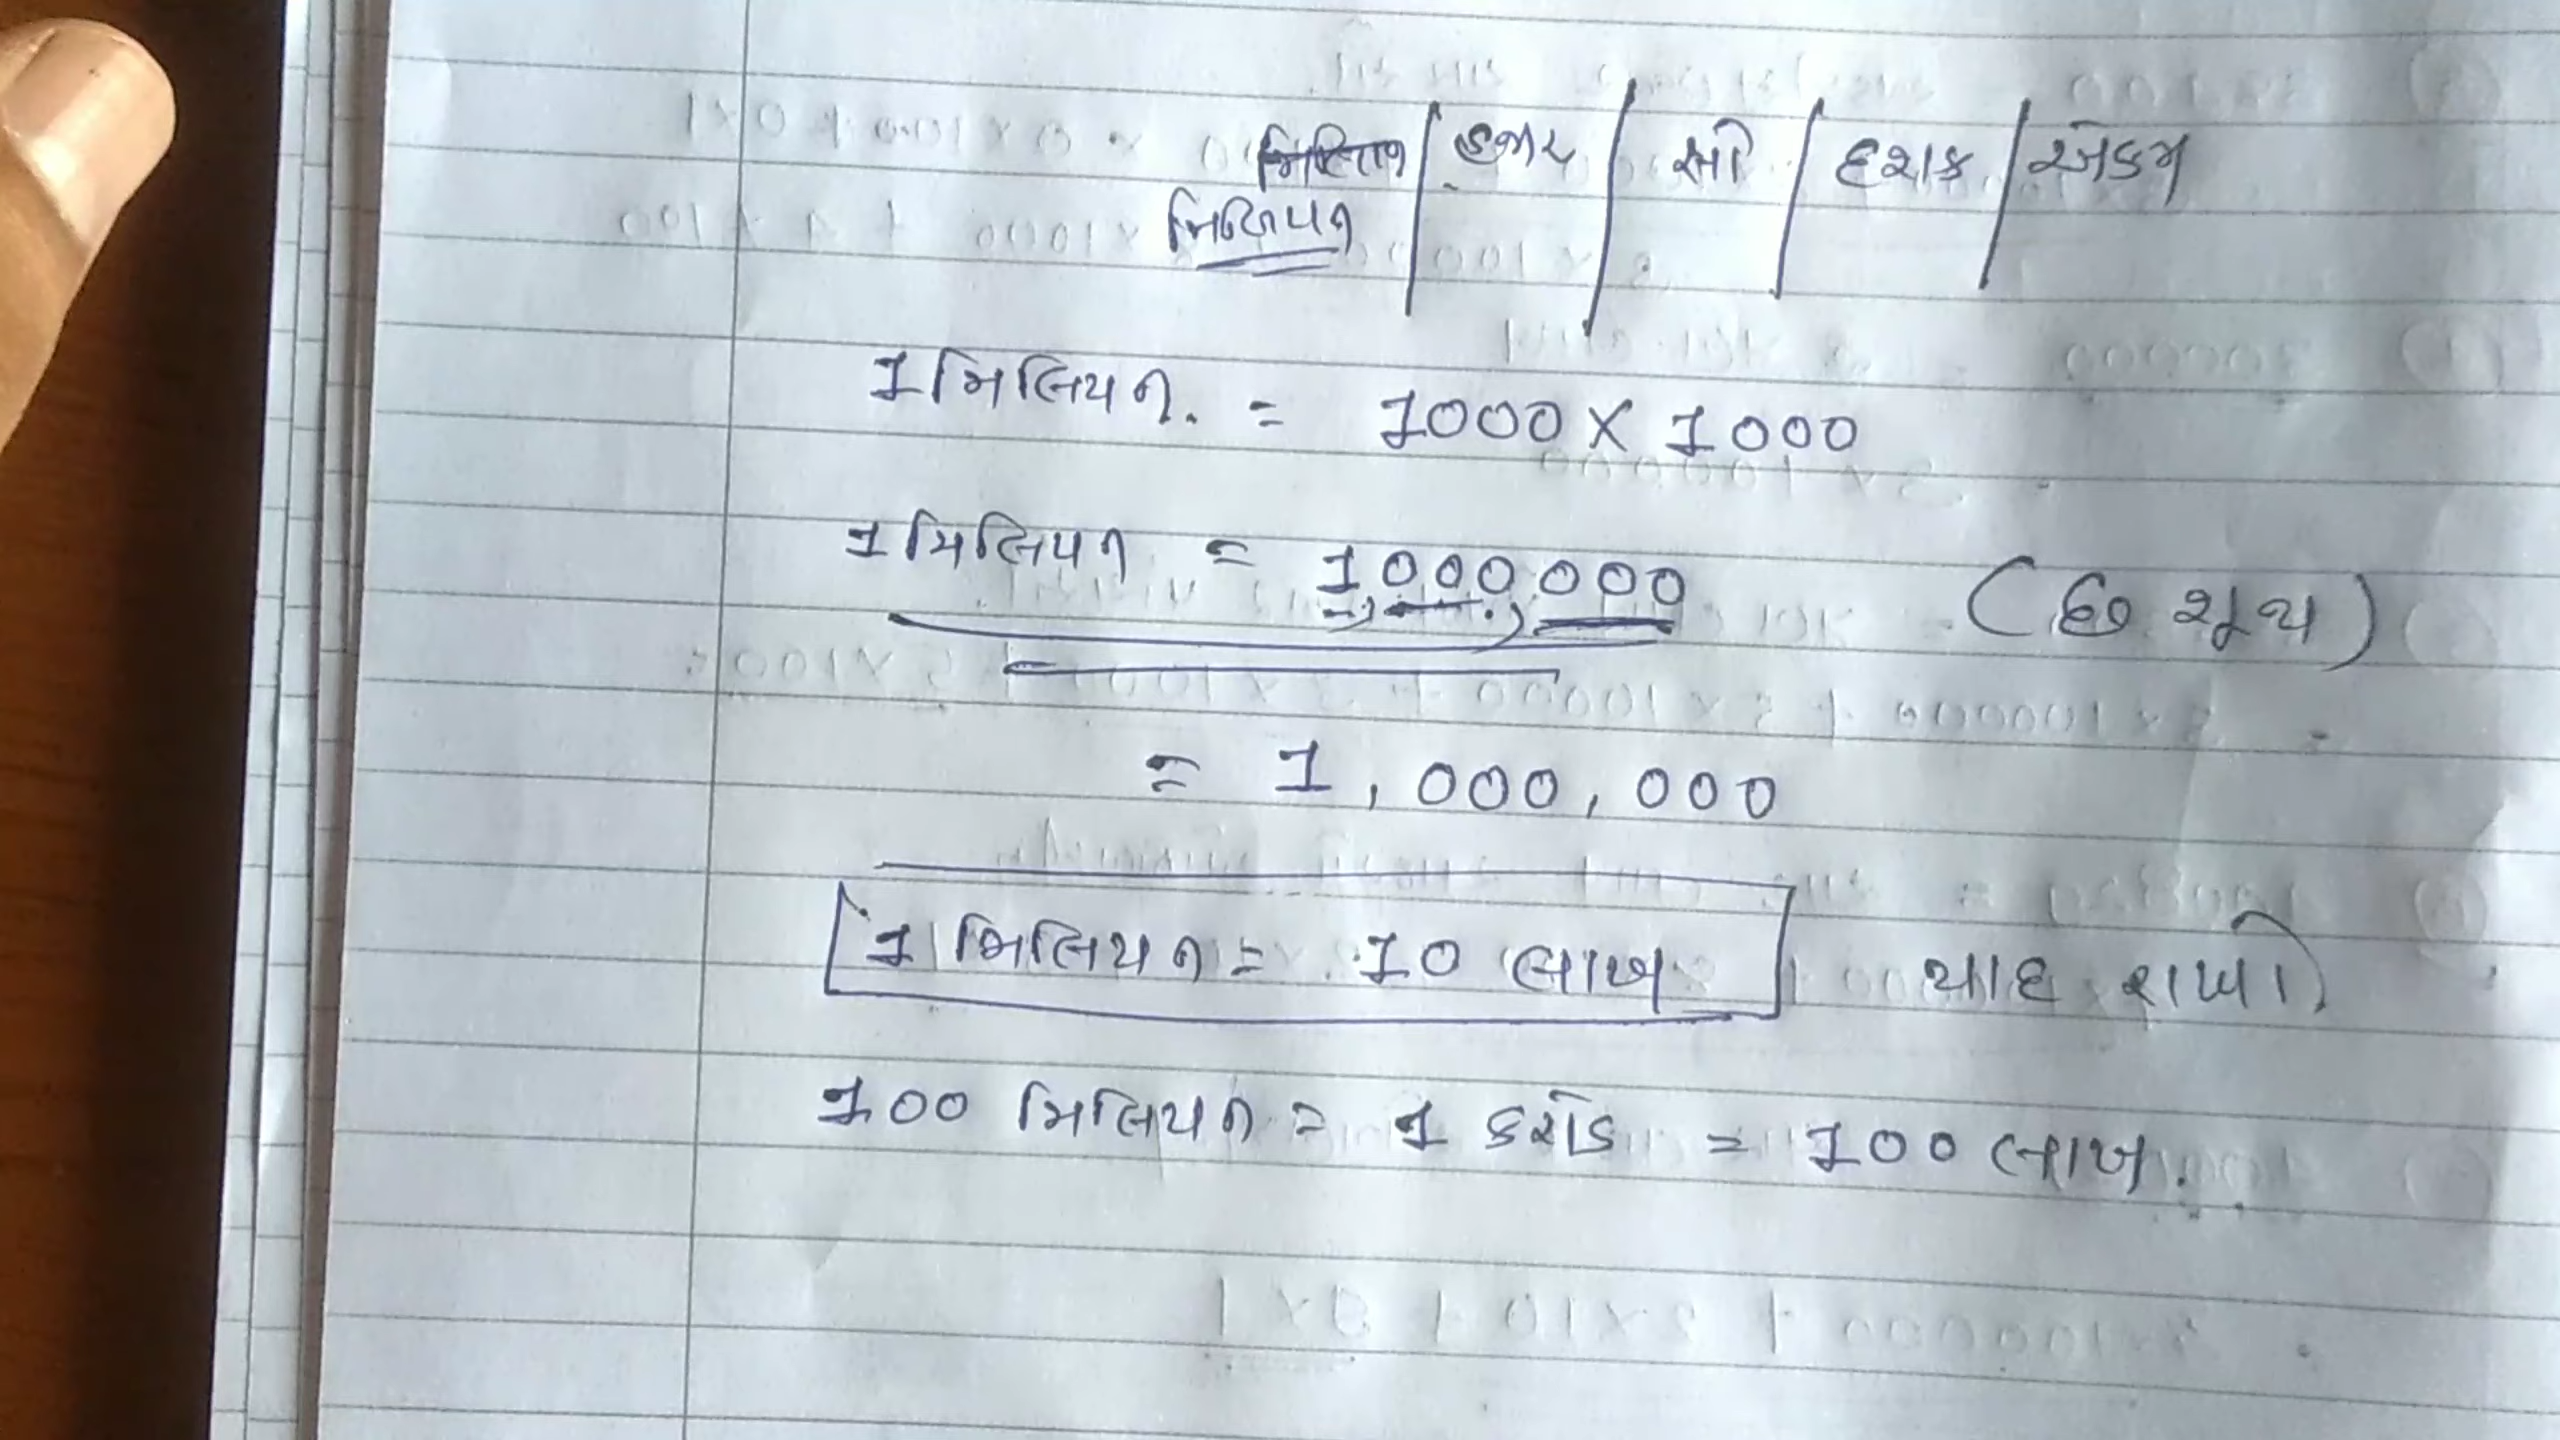 મિલિયન | હજાર | સો | દશક | એકમ
1 મિલિયન. = 1000 X 1000
1 મિલિયન = 1000000 (છ શૂન્ય)
= 1,000,000
1 મિલિયન = 10 લાખ યાદ રાખો
100 મિલિયન = 1 કરોડ = 100 લાખ.